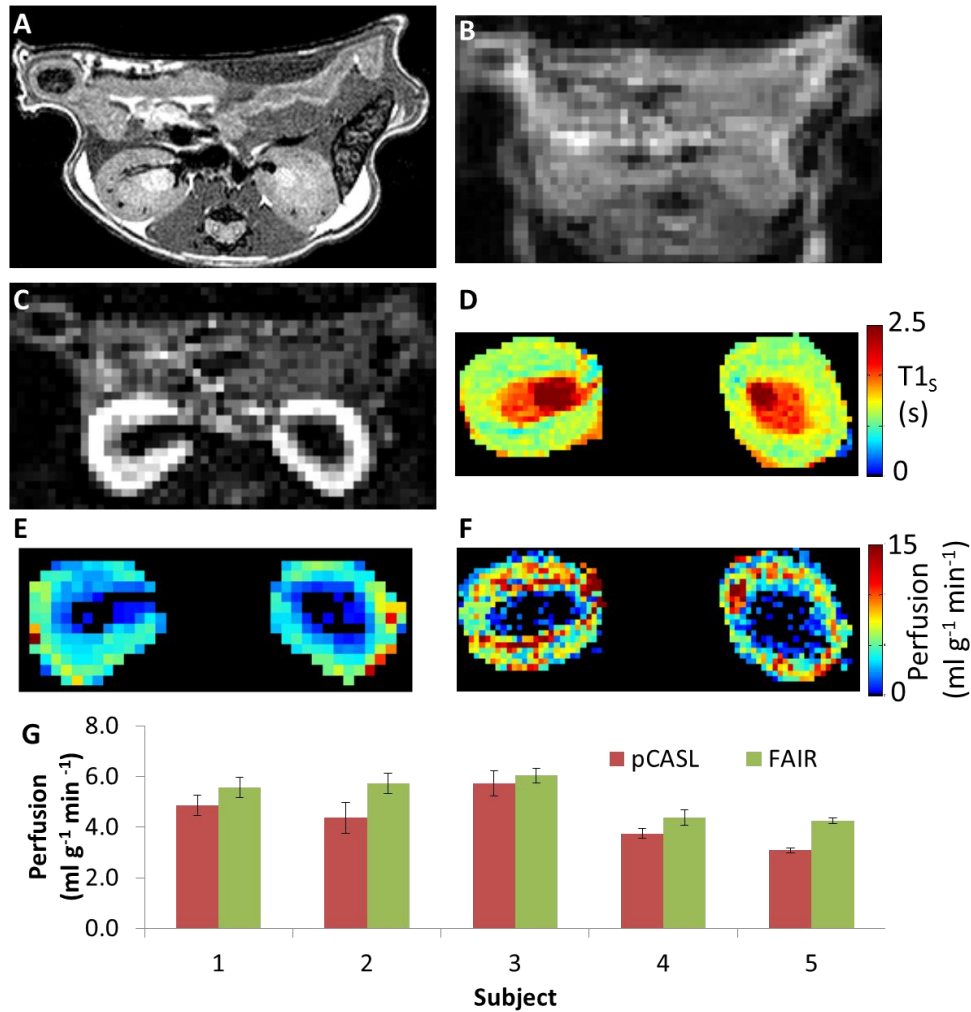 A
B
C
D
2.5
T1S
(s)
0
E
F
15
Perfusion
(ml g-1 min-1)
0
G
8.0
6.0
4.0
2.0
0.0
Perfusion
(ml g-1 min -1)
pCASL
FAIR
1 2 3 4 5
Subject